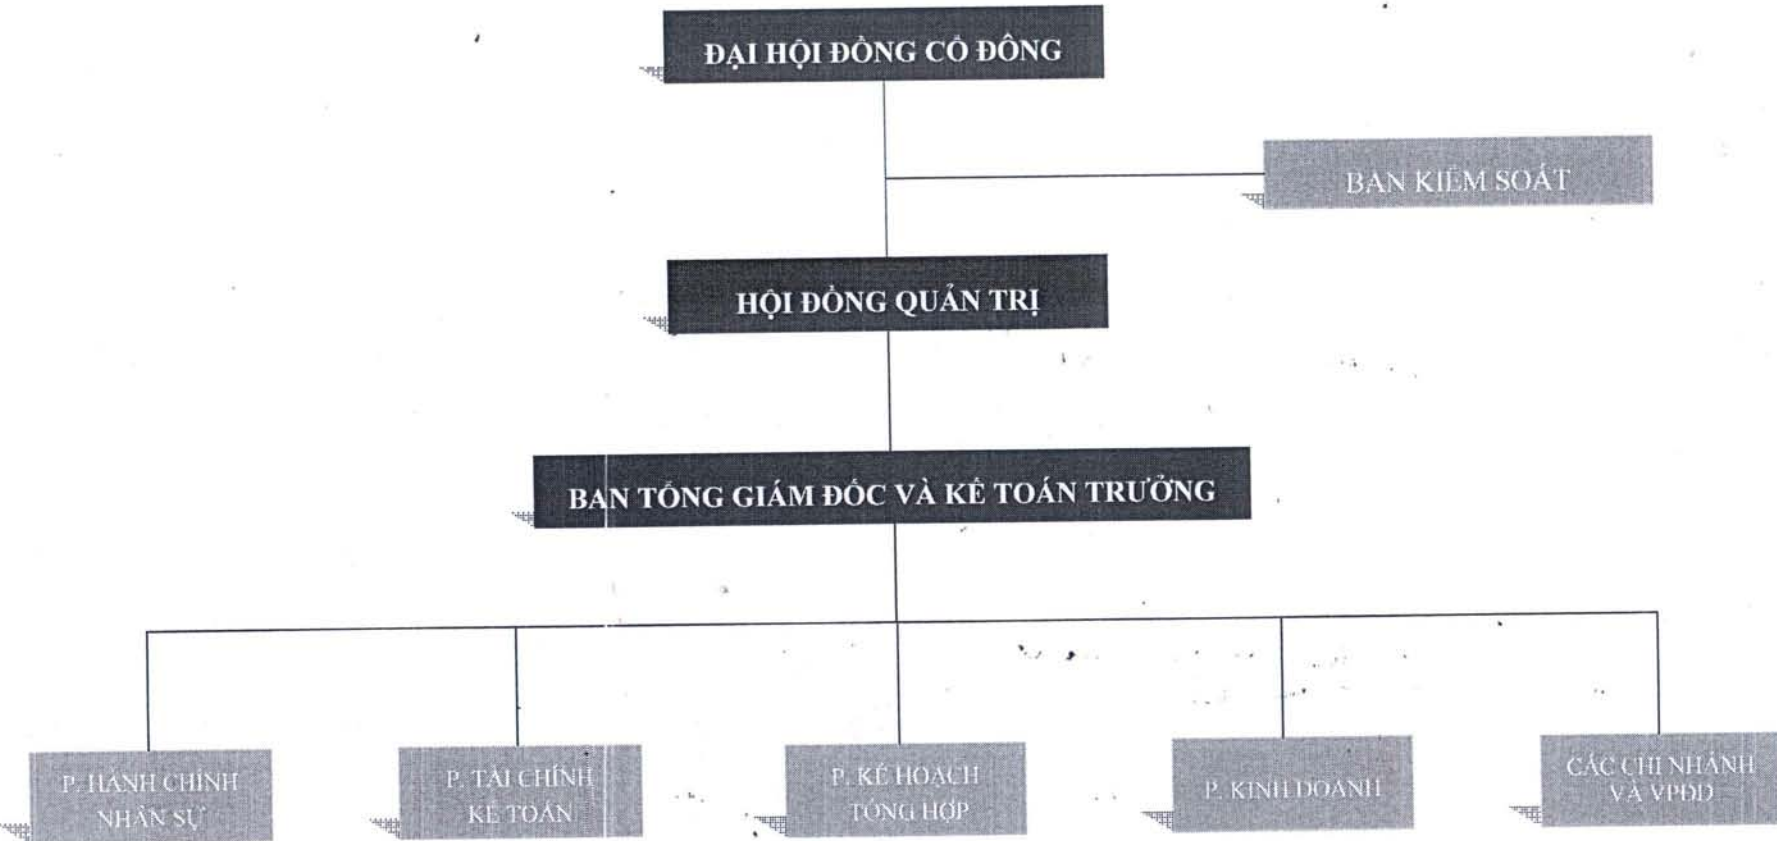 ĐẠI HỘI ĐỒNG CỔ ĐÔNG
BAN KIỂM SOÁT
HỘI ĐỒNG QUẢN TRỊ
BAN TỔNG GIÁM ĐỐC VÀ KẾ TOÁN TRƯỞNG
P. HÀNH CHÍNH
NHÂN SỰ
P. TÀI CHÍNH
KẾ TOÁN
P. KẾ HOẠCH
TỔNG HỢP
P. KINH DOANH
CÁC CHI NHÁNH
VÀ VPĐD